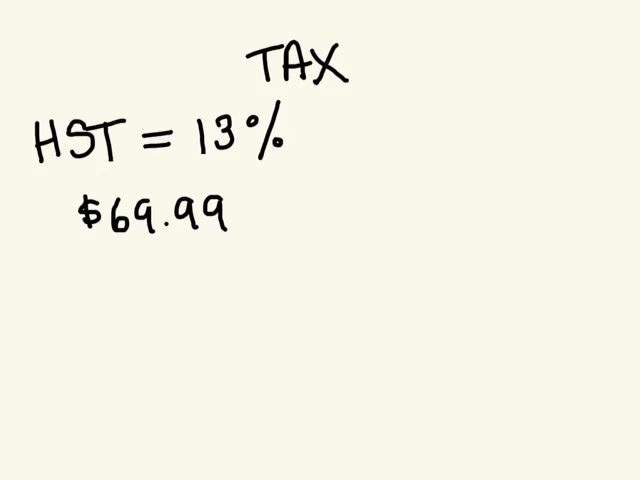 TAX
HST = 13%
$69.99